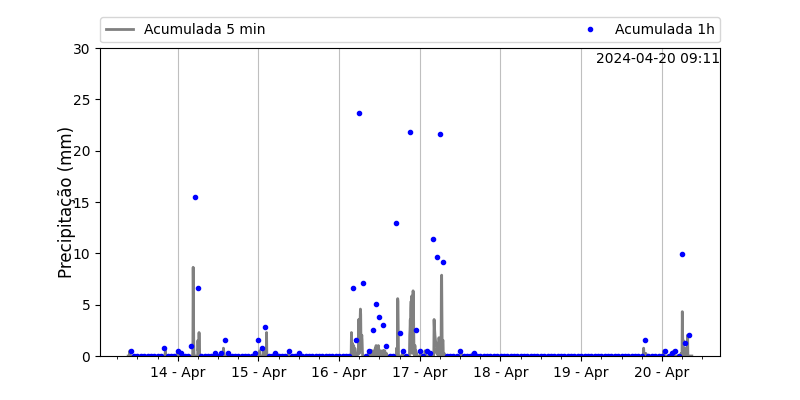 Acumulada 5 min
Acumulada 1h
2024-04-20 09:11
Precipitação (mm)
30
25
20
15
10
5
0
14 - Apr
15 - Apr
16 - Apr
17 - Apr
18 - Apr
19 - Apr
20 - Apr